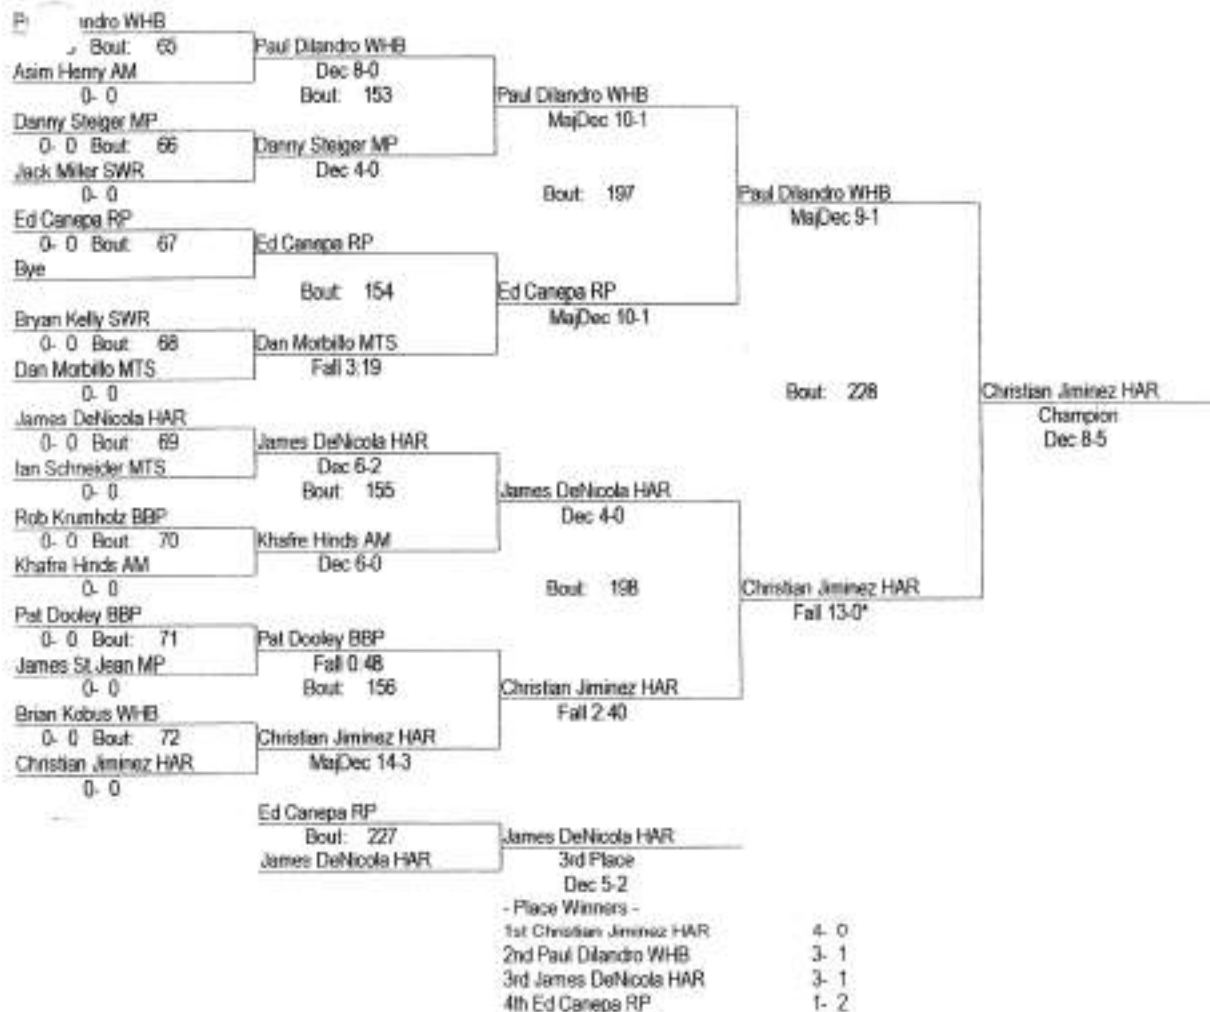 ndro WHB
Bout: 65
Asim Henry AM
0- 0
Danny Steiger MP
0- 0 Bout: 66
Jack Miller SWR
0- 0
Ed Canepa RP
0- 0 Bout: 67
Bye
Bryan Kelly SWR
0- 0 Bout: 68
Dan Morbillo MTS
0- 0
James DeNicola HAR
0- 0 Bout: 69
Ian Schneider MTS
0- 0
Rob Krumholz BBP
0- 0 Bout: 70
Khafre Hinds AM
0- 0
Pat Dooley BBP
0- 0 Bout: 71
James St Jean MP
0- 0
Brian Kobus WHB
0- 0 Bout: 72
Christian Jiminez HAR
0- 0
Paul Dilandro WHB
Dec 8-0
Bout: 153
Danny Steiger MP
Dec 4-0
Ed Canepa RP
Bout: 154
Dan Morbillo MTS
Fall 3:19
James DeNicola HAR
Dec 6-2
Bout: 155
Khafre Hinds AM
Dec 6-0
Pat Dooley BBP
Fall 0:48
Bout: 156
Christian Jiminez HAR
MajDec 14-3
Paul Dilandro WHB
MajDec 10-1
Bout: 197
Ed Canepa RP
MajDec 10-1
James DeNicola HAR
Dec 4-0
Bout: 198
Christian Jiminez HAR
Fall 2:40
Paul Dilandro WHB
MajDec 9-1
Bout: 228
Christian Jiminez HAR
Fall 13-0*
Christian Jiminez HAR
Champion
Dec 8-5
Ed Canepa RP
Bout: 227
James DeNicola HAR
James DeNicola HAR
3rd Place
Dec 5-2
- Place Winners -
1st Christian Jiminez HAR 4- 0
2nd Paul Dilandro WHB 3- 1
3rd James DeNicola HAR 3- 1
4th Ed Canepa RP 1- 2